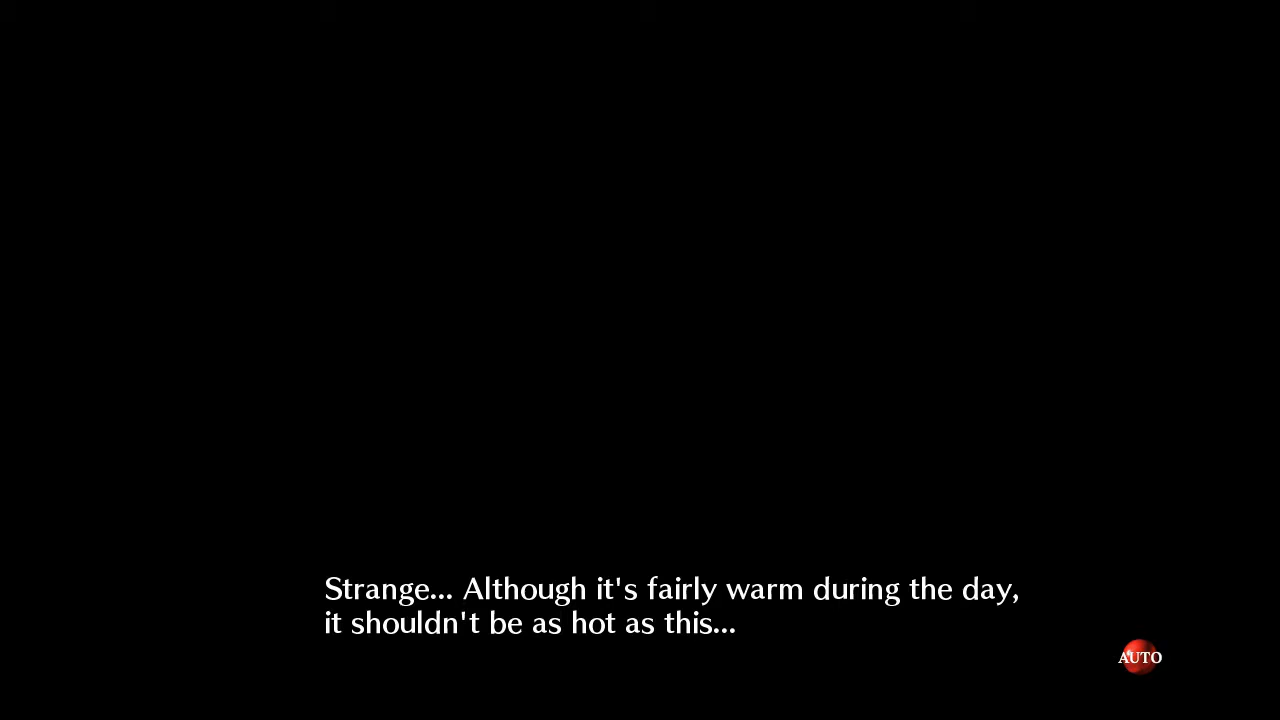 Strange... Although it's fairly warm during the day,
it shouldn't be as hot as this...
AUTO